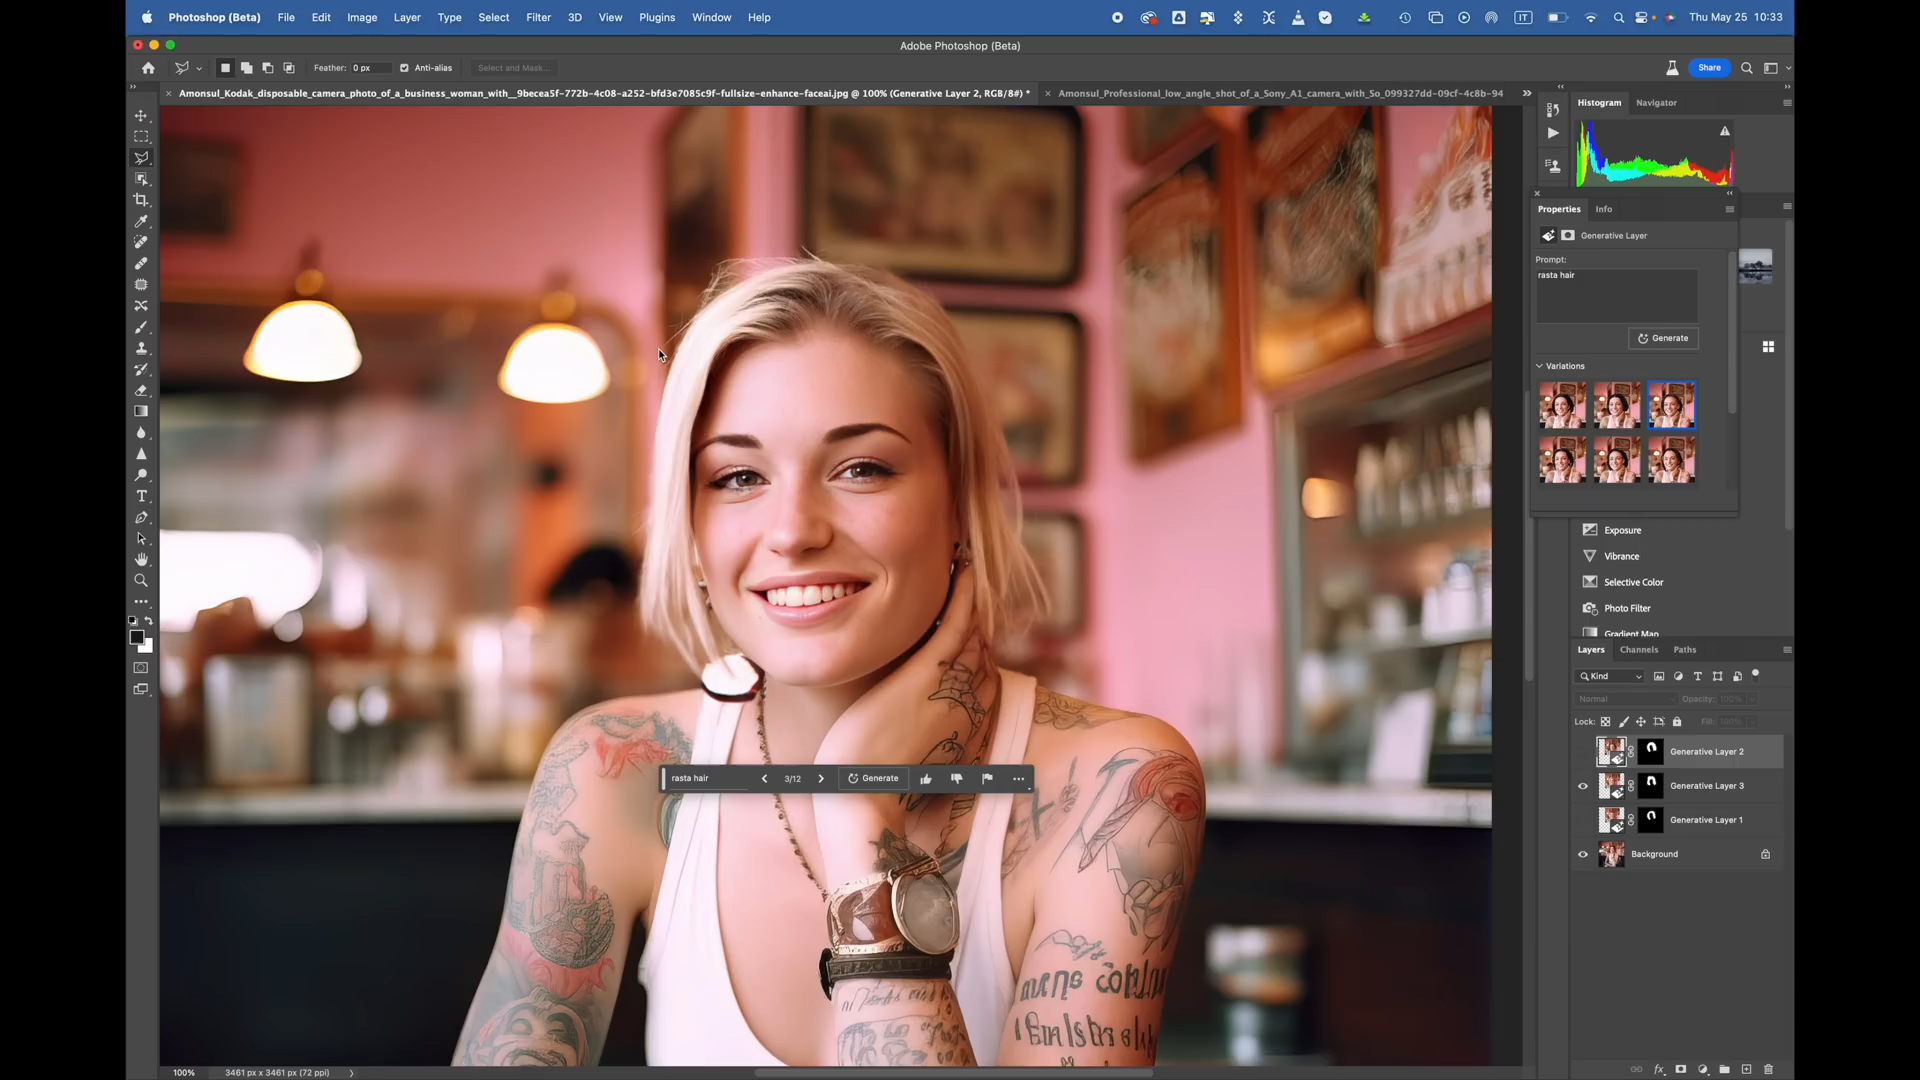 Photoshop (Beta) File Edit Image Layer Type Select Filter 3D View Plugins Window Help IT Thu May 25 10:33
Adobe Photoshop (Beta)
Feather: 0 px Anti-alias Select and Mask... Share
Amonsul_Kodak_disposable_camera_photo_of_a_business_woman_with__9becea5f-772b-4c08-a252-bfd3e7085c9f-fullsize-enhance-faceai.jpg @ 100% (Generative Layer 2, RGB/8#) *
Amonsul_Professional_low_angle_shot_of_a_Sony_A1_camera_with_So_099327dd-09cf-4c8b-94
Histogram Navigator
Properties Info
Generative Layer
Prompt:
rasta hair
Generate
Variations
Exposure
Vibrance
Selective Color
Photo Filter
Gradient Map
Layers Channels Paths
Kind
Normal Opacity: 100%
Lock: Fill: 100%
Generative Layer 2
Generative Layer 3
Generative Layer 1
Background
rasta hair 3/12 Generate
100% 3461 px x 3461 px (72 ppi)